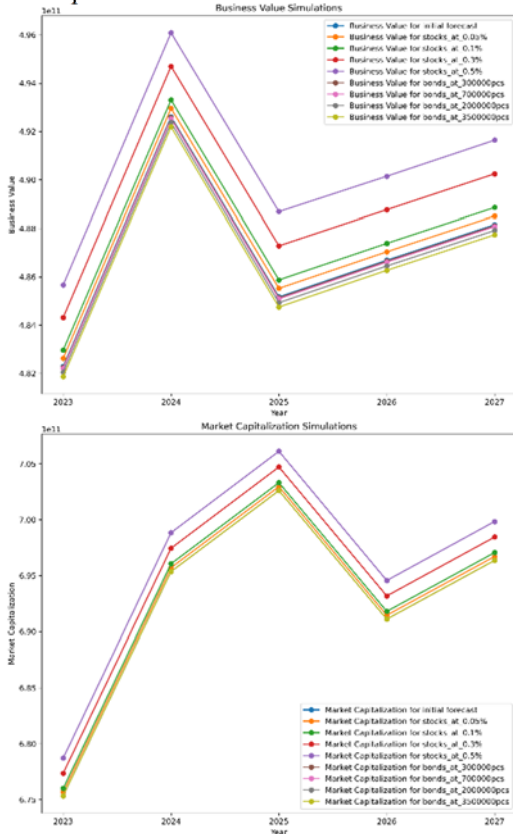 Business Value Simulations
1e11
4.96
4.94
4.92
4.90
4.88
4.86
4.84
4.82
Business Value
Business Value for initial forecast
Business Value for stocks_at_0.05%
Business Value for stocks_at_0.1%
Business Value for stocks_at_0.3%
Business Value for stocks_at_0.5%
Business Value for bonds_at_300000pcs
Business Value for bonds_at_700000pcs
Business Value for bonds_at_2000000pcs
Business Value for bonds_at_3500000pcs
2023 2024 2025 2026 2027
Year
Market Capitalization Simulations
1e11
7.05
7.00
6.95
6.90
6.85
6.80
6.75
Market Capitalization
Market Capitalization for initial forecast
Market Capitalization for stocks_at_0.05%
Market Capitalization for stocks_at_0.1%
Market Capitalization for stocks_at_0.3%
Market Capitalization for stocks_at_0.5%
Market Capitalization for bonds_at_300000pcs
Market Capitalization for bonds_at_700000pcs
Market Capitalization for bonds_at_2000000pcs
Market Capitalization for bonds_at_3500000pcs
2023 2024 2025 2026 2027
Year